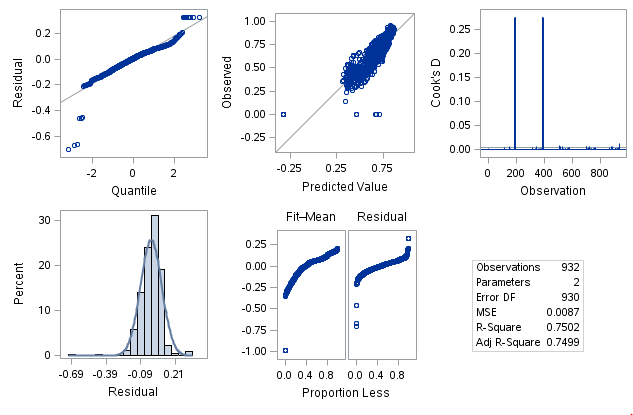 0.2
0.0
-0.2
-0.4
-0.6
Residual
-2
0
2
Quantile
1.00
0.75
0.50
0.25
0.00
-0.25
Observed
-0.25
0.25
0.75
Predicted Value
0.25
0.20
0.15
0.10
0.05
0.00
Cook's D
0
200
400
600
800
Observation
30
20
10
0
Percent
-0.69
-0.39
-0.09
0.21
Residual
Fit–Mean
Residual
0.25
0.00
-0.25
-0.50
-0.75
-1.00
0.0
0.4
0.8
0.0
0.4
0.8
Proportion Less
Observations 932
Parameters 2
Error DF 930
MSE 0.0087
R-Square 0.7502
Adj R-Square 0.7499